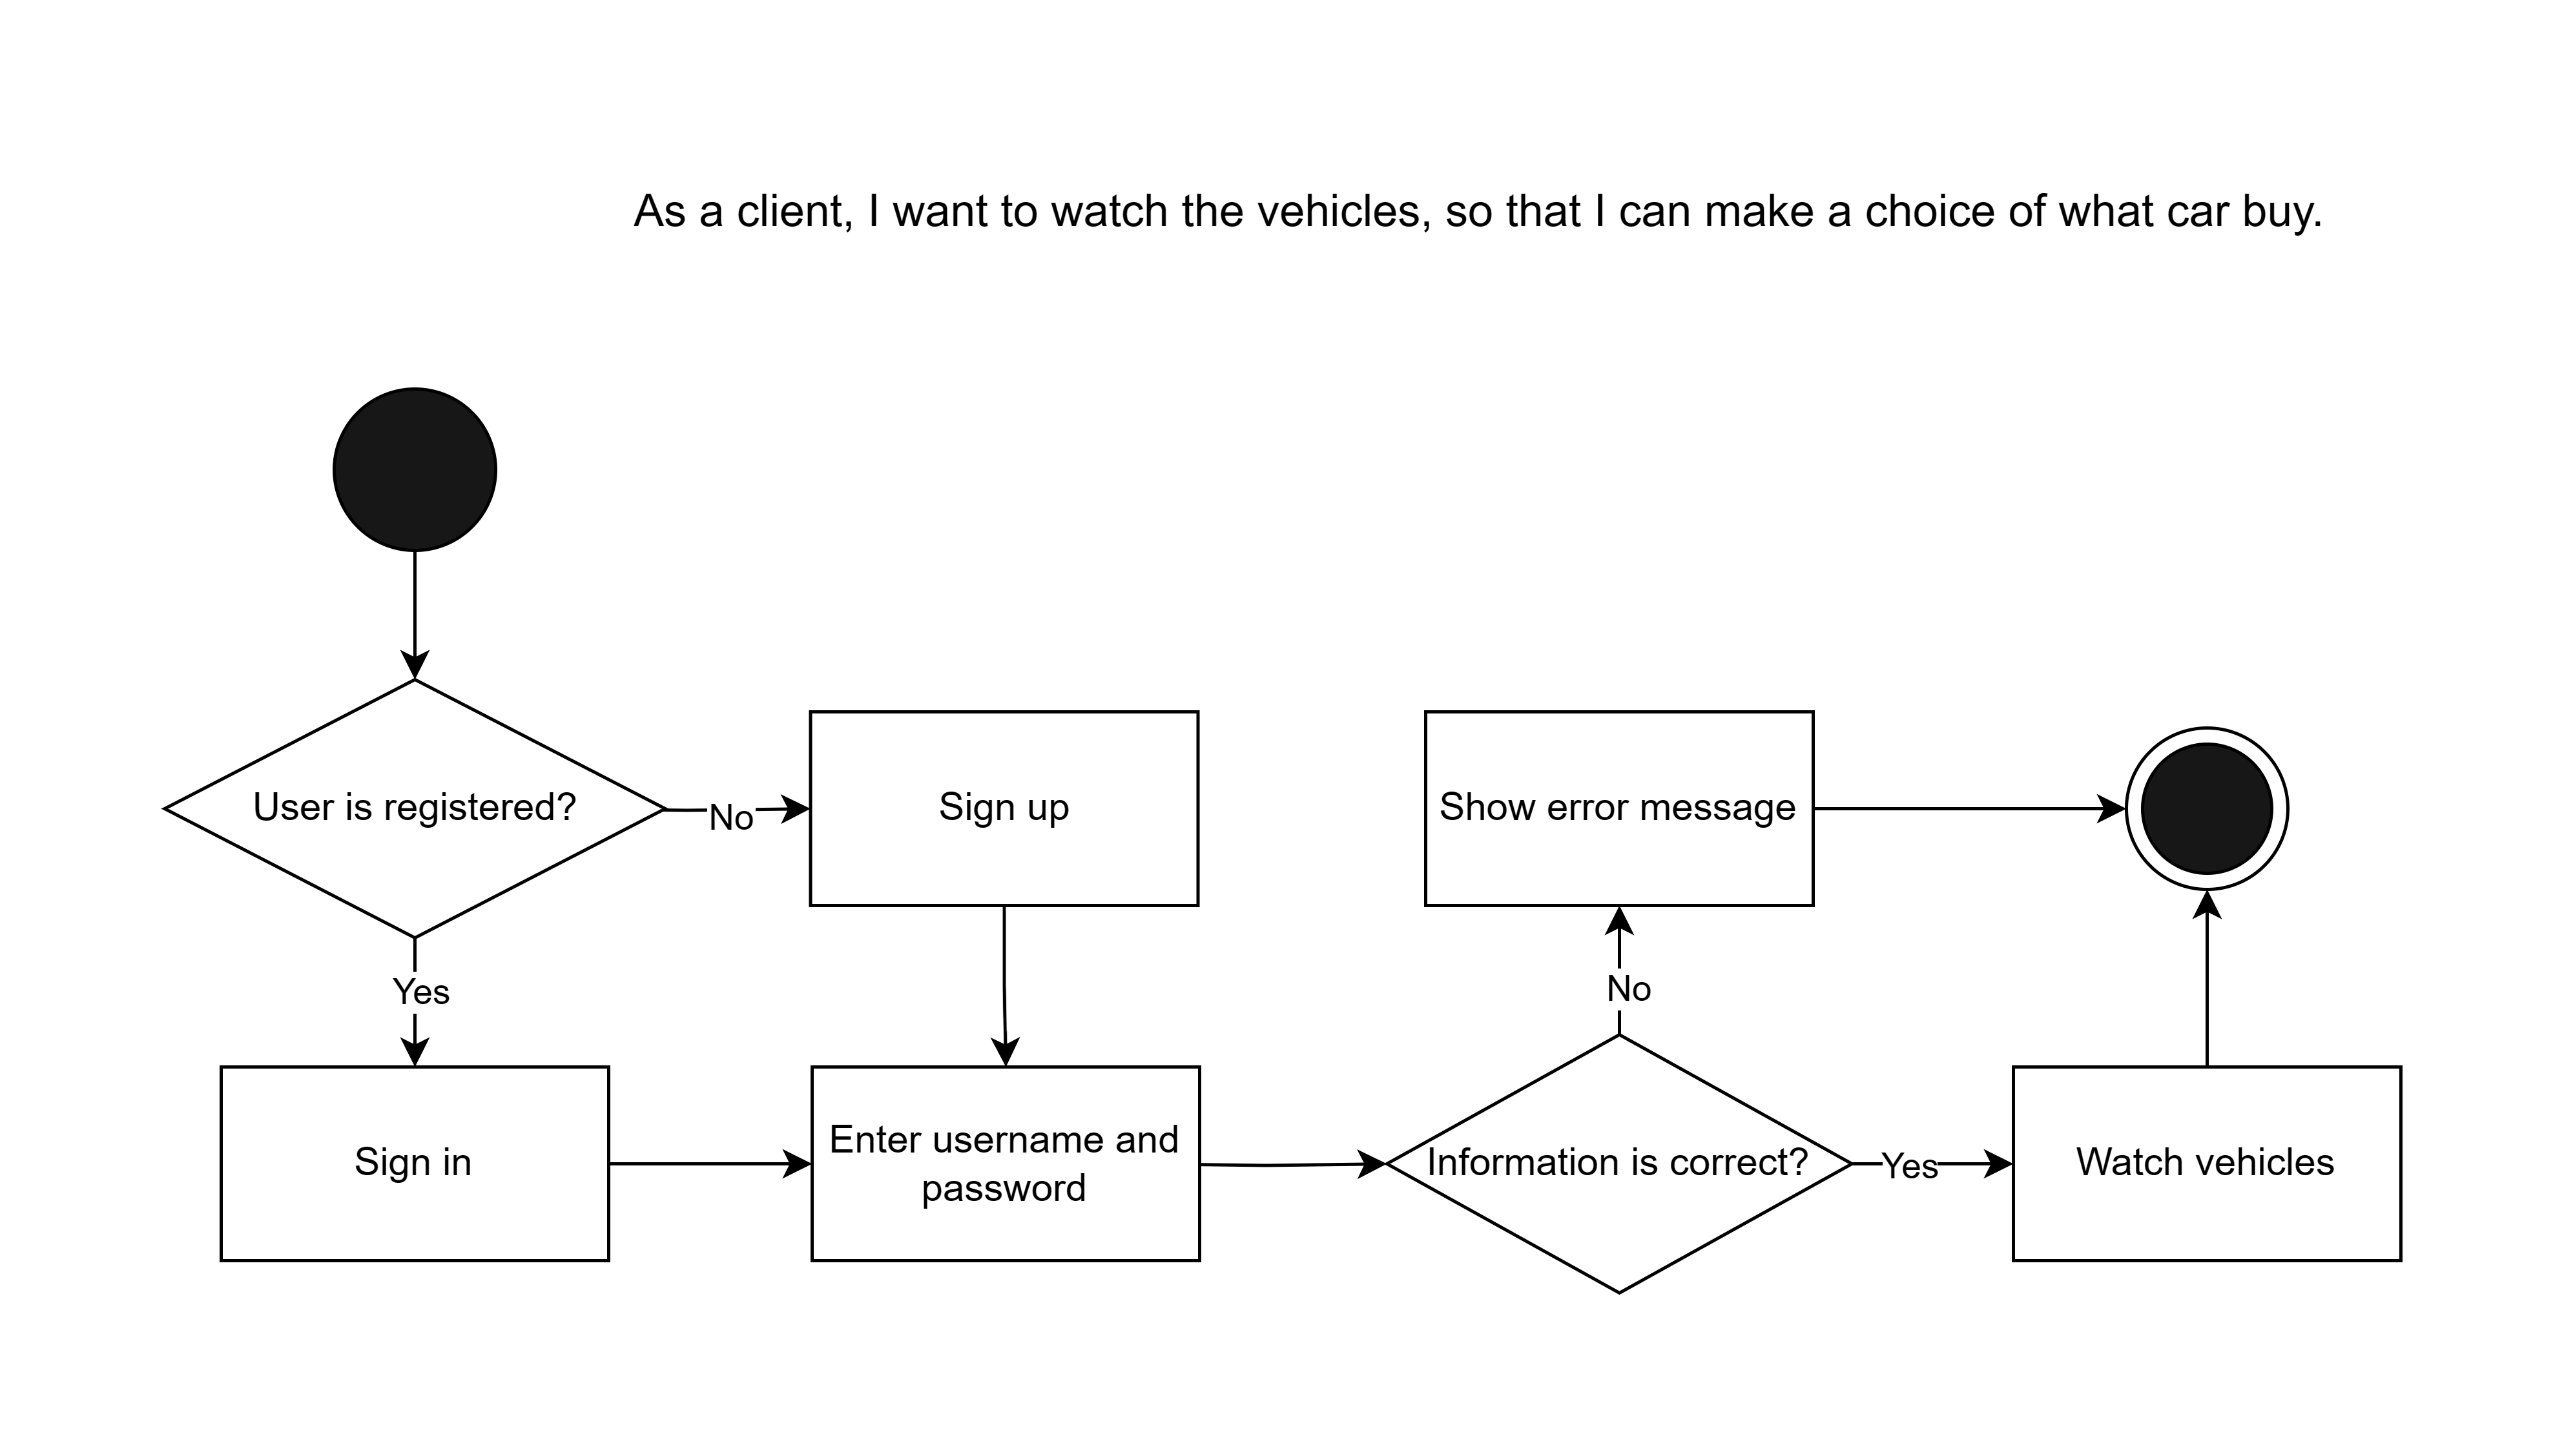 As a client, I want to watch the vehicles, so that I can make a choice of what car buy.
User is registered?
No
Sign up
Show error message
Yes
No
Sign in
Enter username and
password
Information is correct?
Yes
Watch vehicles